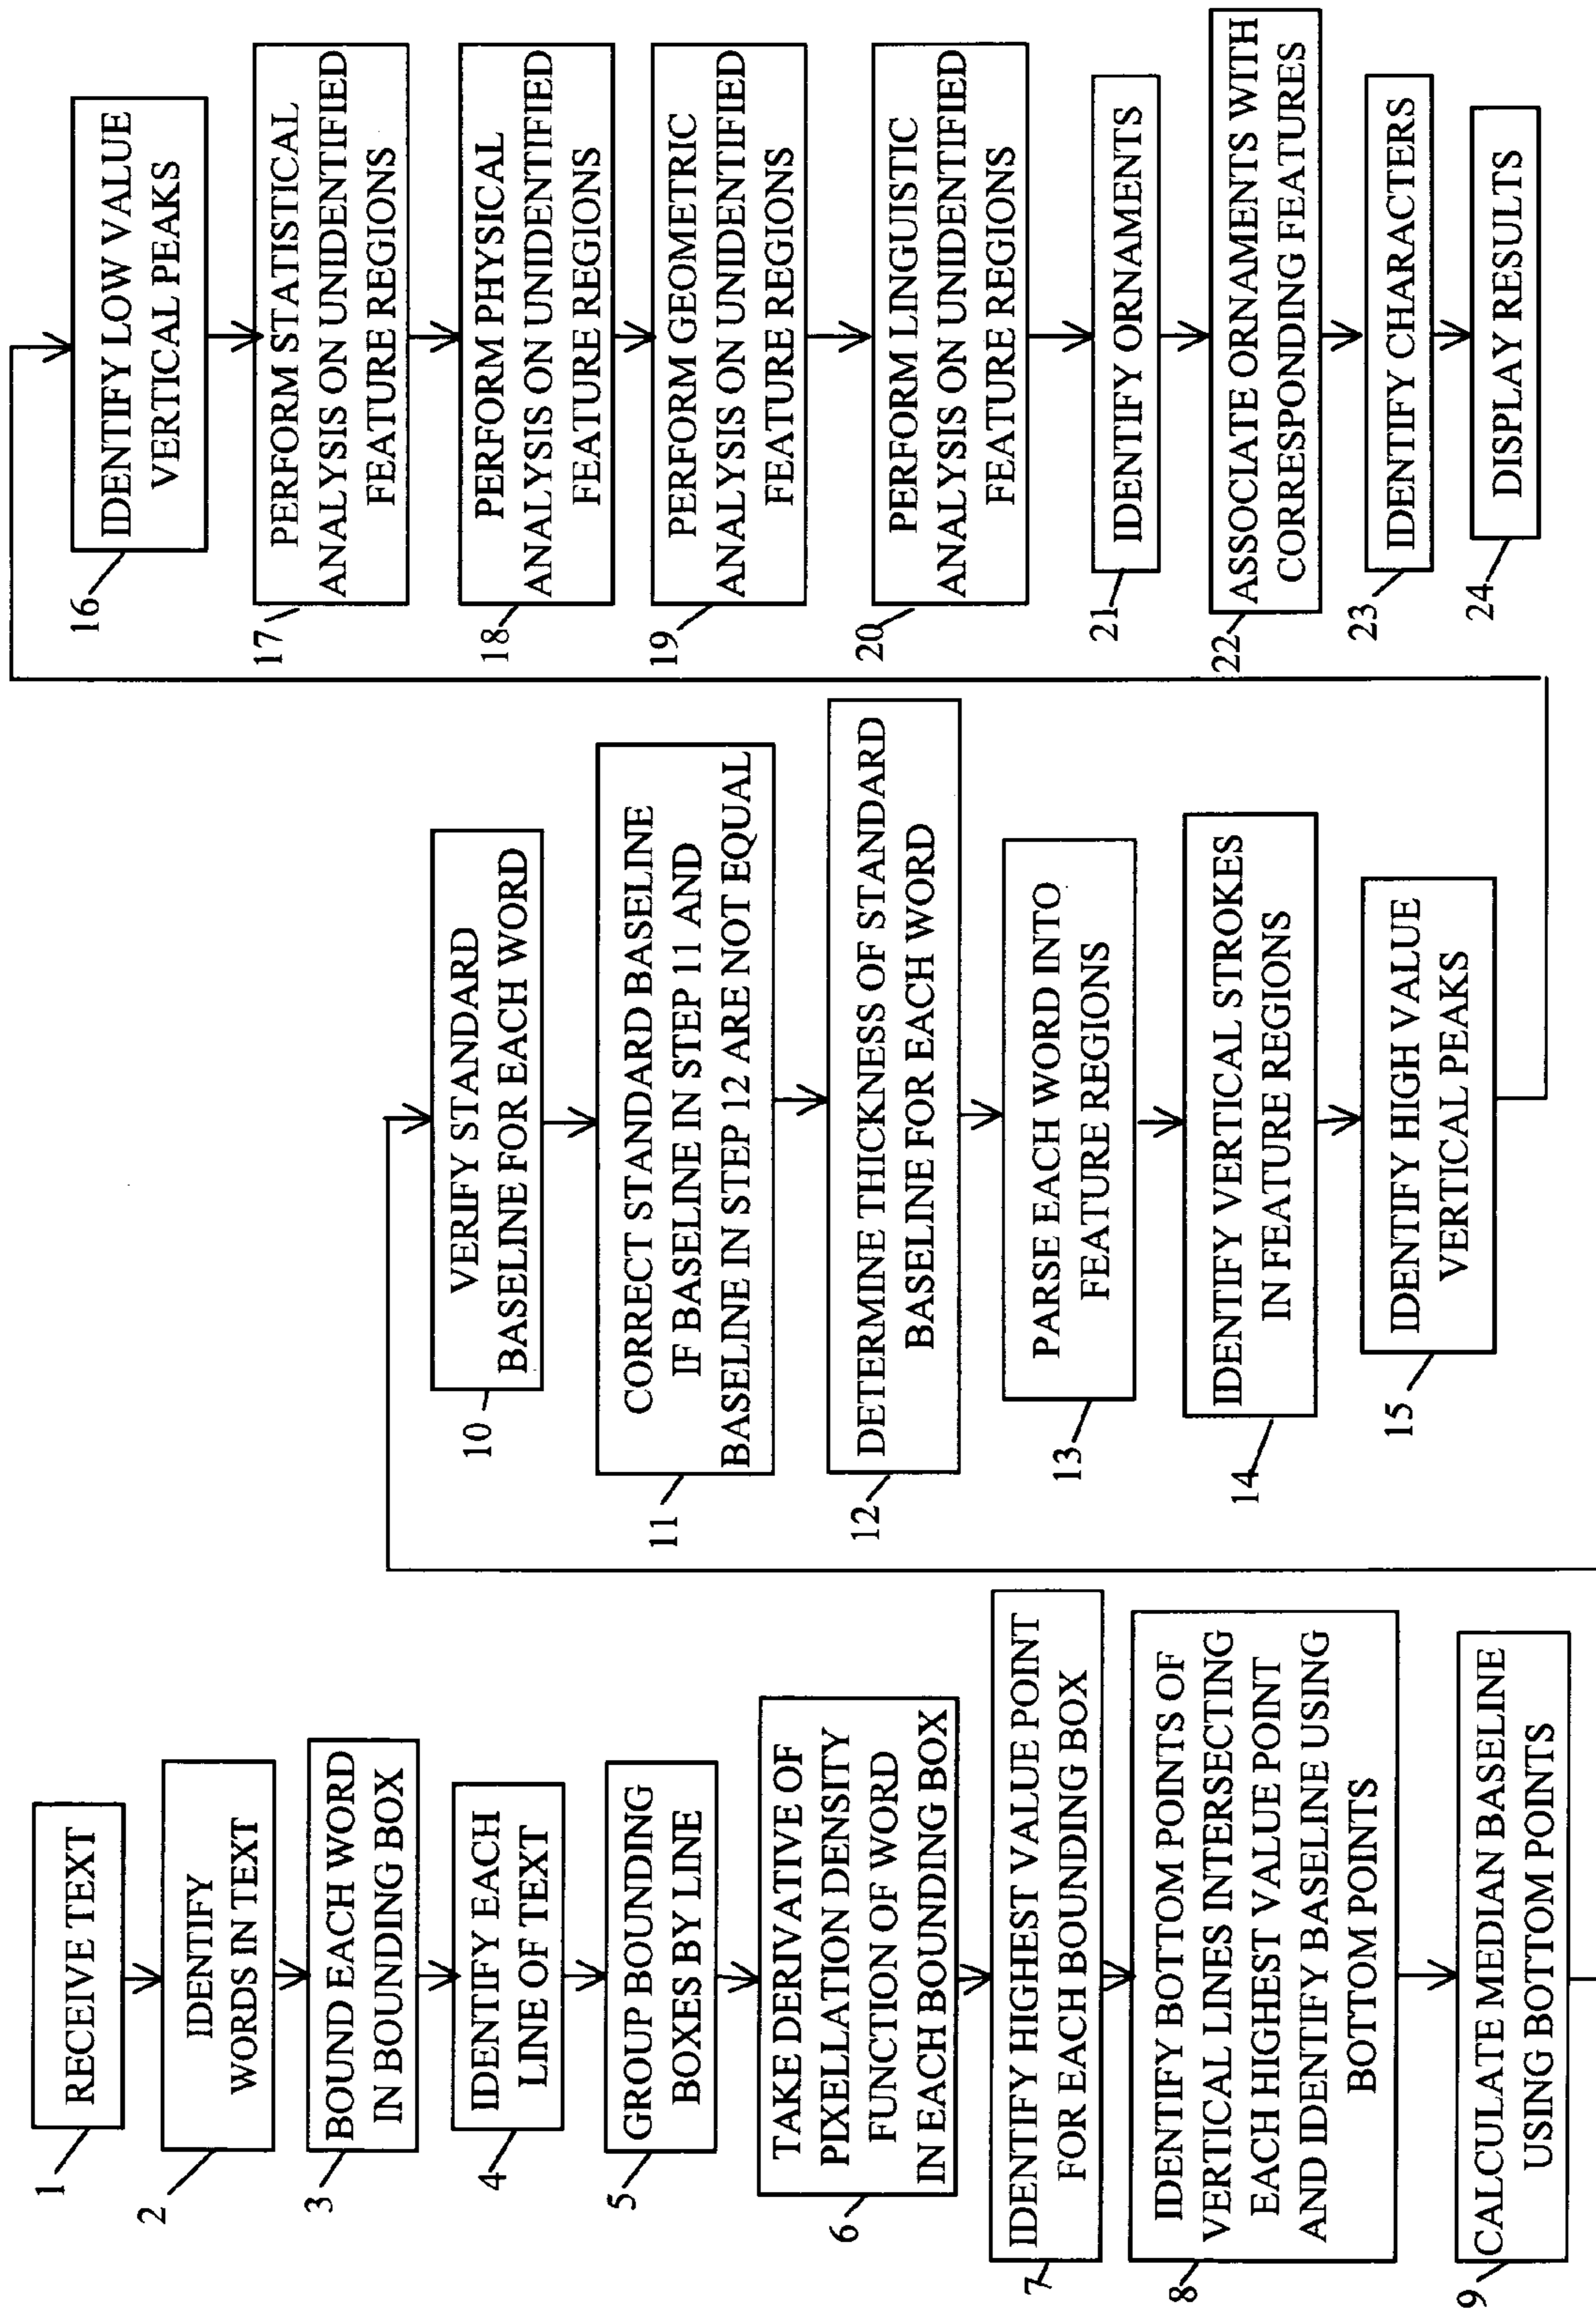 1
RECEIVE TEXT
2
IDENTIFY
WORDS IN TEXT
3
BOUND EACH WORD
IN BOUNDING BOX
4
IDENTIFY EACH
LINE OF TEXT
5
GROUP BOUNDING
BOXES BY LINE
6
TAKE DERIVATIVE OF
PIXELLATION DENSITY
FUNCTION OF WORD
IN EACH BOUNDING BOX
7
IDENTIFY HIGHEST VALUE POINT
FOR EACH BOUNDING BOX
8
IDENTIFY BOTTOM POINTS OF
VERTICAL LINES INTERSECTING
EACH HIGHEST VALUE POINT
AND IDENTIFY BASELINE USING
BOTTOM POINTS
9
CALCULATE MEDIAN BASELINE
USING BOTTOM POINTS
10
VERIFY STANDARD
BASELINE FOR EACH WORD
11
CORRECT STANDARD BASELINE
IF BASELINE IN STEP 11 AND
BASELINE IN STEP 12 ARE NOT EQUAL
12
DETERMINE THICKNESS OF STANDARD
BASELINE FOR EACH WORD
13
PARSE EACH WORD INTO
FEATURE REGIONS
14
IDENTIFY VERTICAL STROKES
IN FEATURE REGIONS
15
IDENTIFY HIGH VALUE
VERTICAL PEAKS
16
IDENTIFY LOW VALUE
VERTICAL PEAKS
17
PERFORM STATISTICAL
ANALYSIS ON UNIDENTIFIED
FEATURE REGIONS
18
PERFORM PHYSICAL
ANALYSIS ON UNIDENTIFIED
FEATURE REGIONS
19
PERFORM GEOMETRIC
ANALYSIS ON UNIDENTIFIED
FEATURE REGIONS
20
PERFORM LINGUISTIC
ANALYSIS ON UNIDENTIFIED
FEATURE REGIONS
21
IDENTIFY ORNAMENTS
22
ASSOCIATE ORNAMENTS WITH
CORRESPONDING FEATURES
23
IDENTIFY CHARACTERS
24
DISPLAY RESULTS